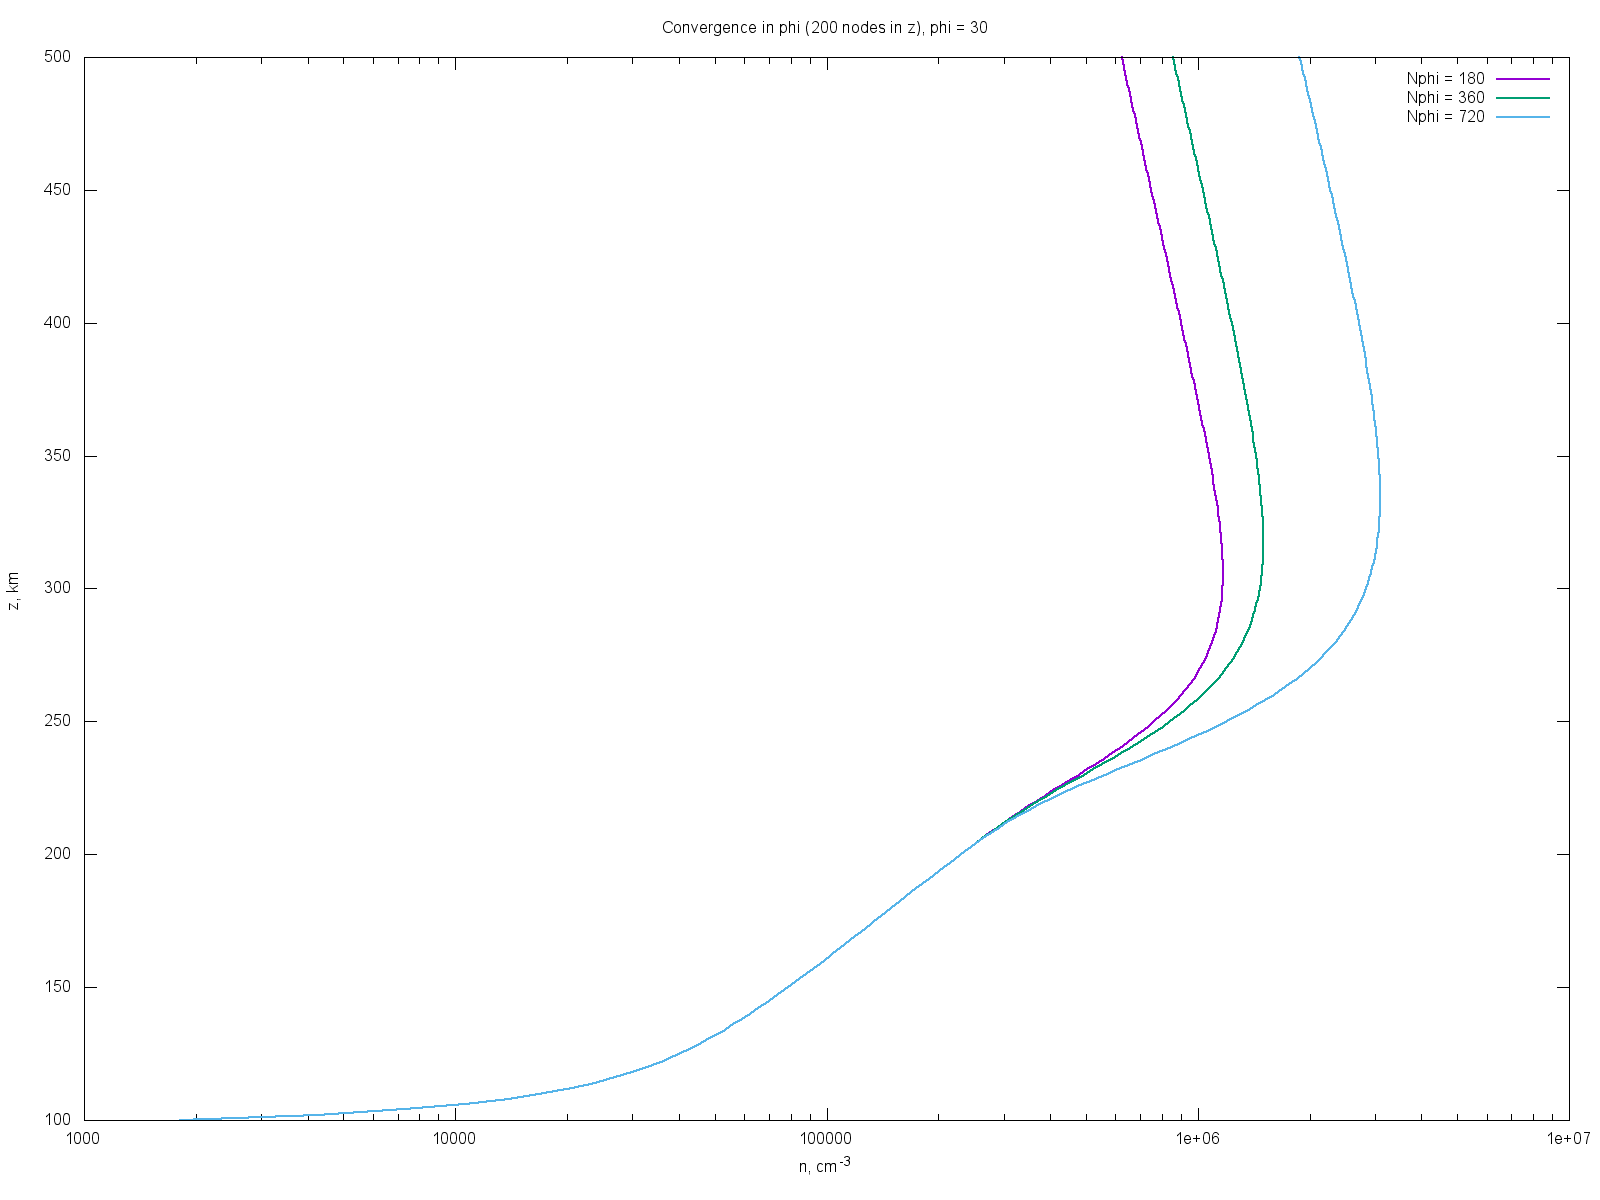 Convergence in phi (200 nodes in z), phi = 30
500
450
400
350
300
250
200
150
100
z, km
Nphi = 180
Nphi = 360
Nphi = 720
1000
10000
100000
1e+06
1e+07
n, cm-3